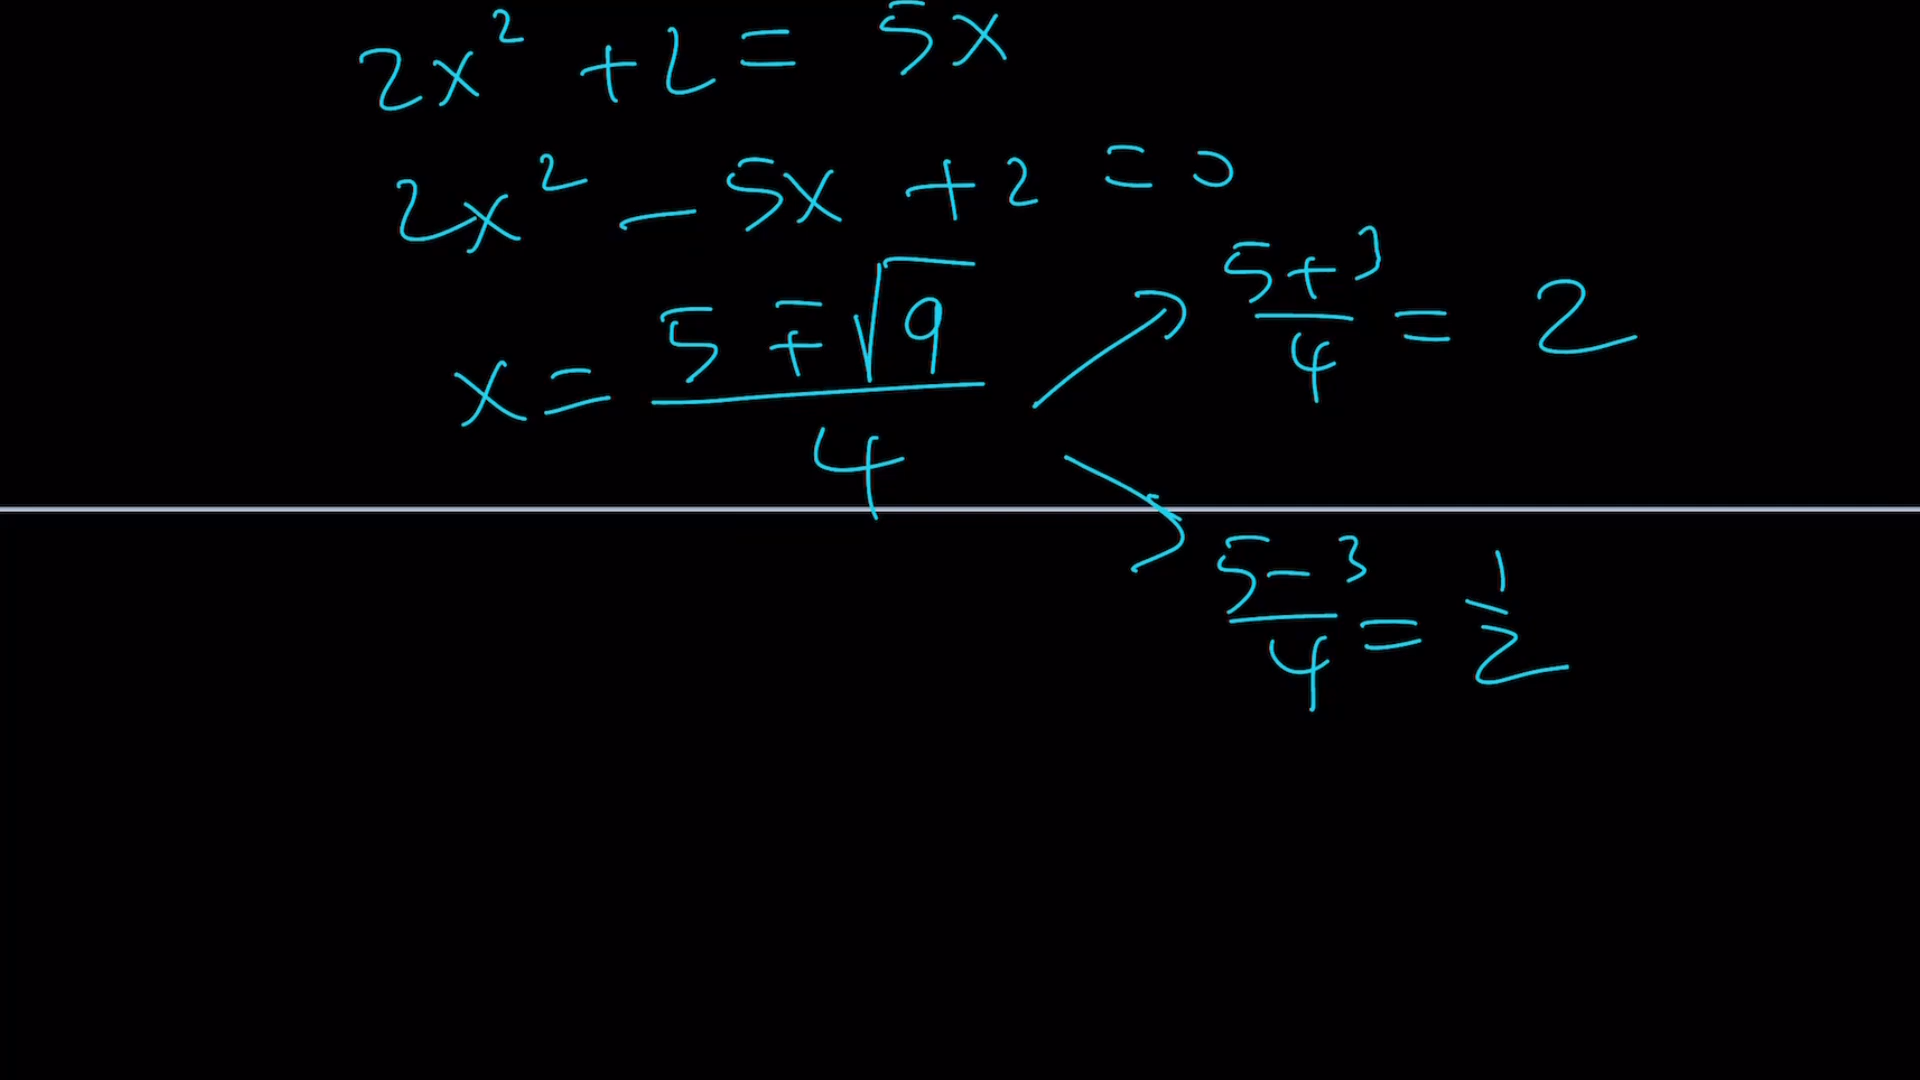 2x² + 2 = 5x
2x² - 5x + 2 = 0
x = (5 ∓ √9)/4
(5+3)/4 = 2
(5-3)/4 = 1/2